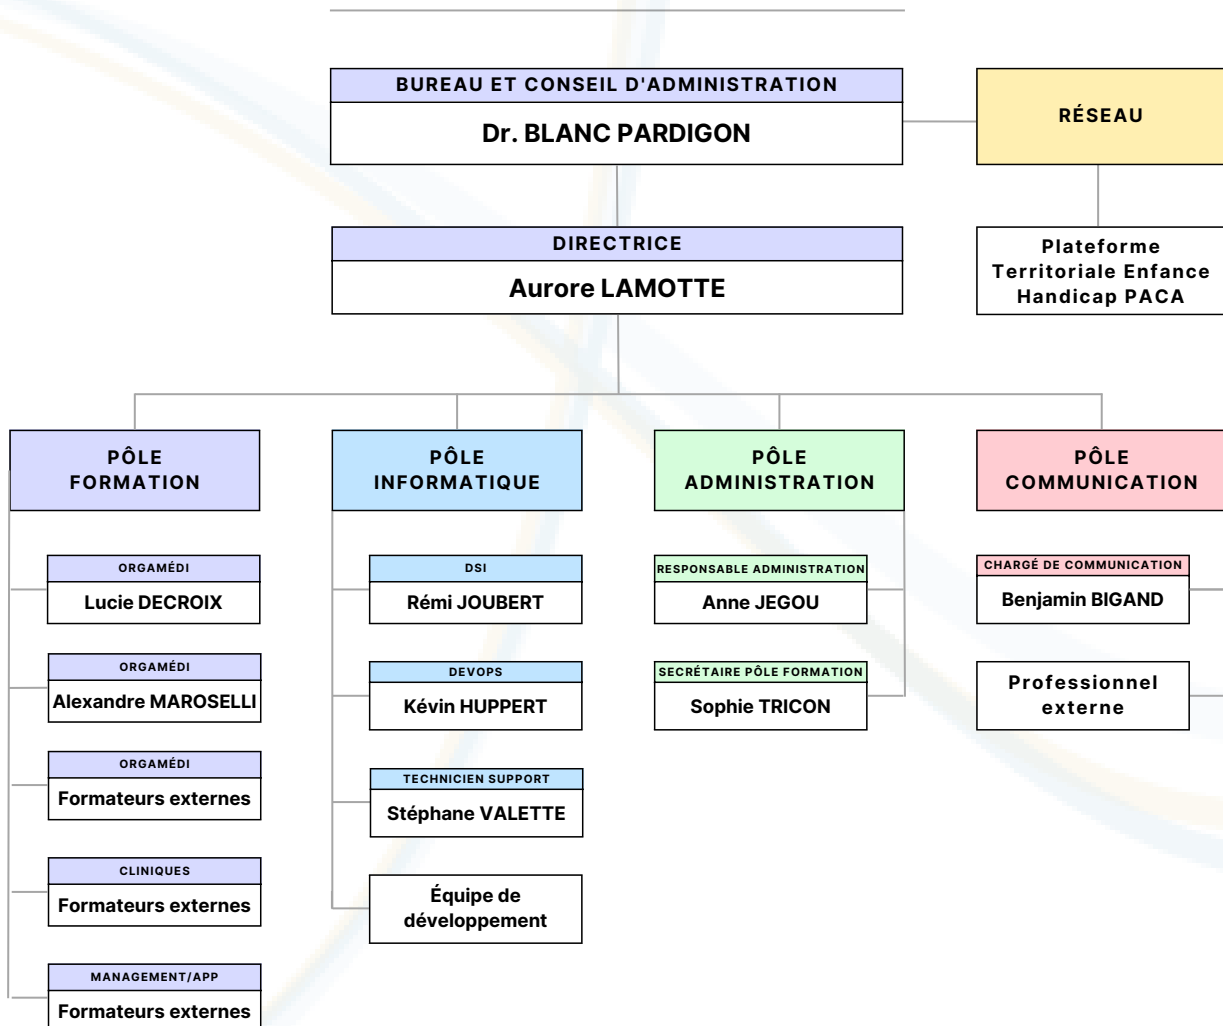 BUREAU ET CONSEIL D'ADMINISTRATION
Dr. BLANC PARDIGON
RÉSEAU
DIRECTRICE
Aurore LAMOTTE
Plateforme
Territoriale Enfance
Handicap PACA
PÔLE
FORMATION
ORGAMÉDI
Lucie DECROIX
ORGAMÉDI
Alexandre MAROSELLI
ORGAMÉDI
Formateurs externes
CLINIQUES
Formateurs externes
MANAGEMENT/APP
Formateurs externes
PÔLE
INFORMATIQUE
DSI
Rémi JOUBERT
DEVOPS
Kévin HUPPERT
TECHNICIEN SUPPORT
Stéphane VALETTE
Équipe de
développement
PÔLE
ADMINISTRATION
RESPONSABLE ADMINISTRATION
Anne JEGOU
SECRÉTAIRE PÔLE FORMATION
Sophie TRICON
PÔLE
COMMUNICATION
CHARGÉ DE COMMUNICATION
Benjamin BIGAND
Professionnel
externe